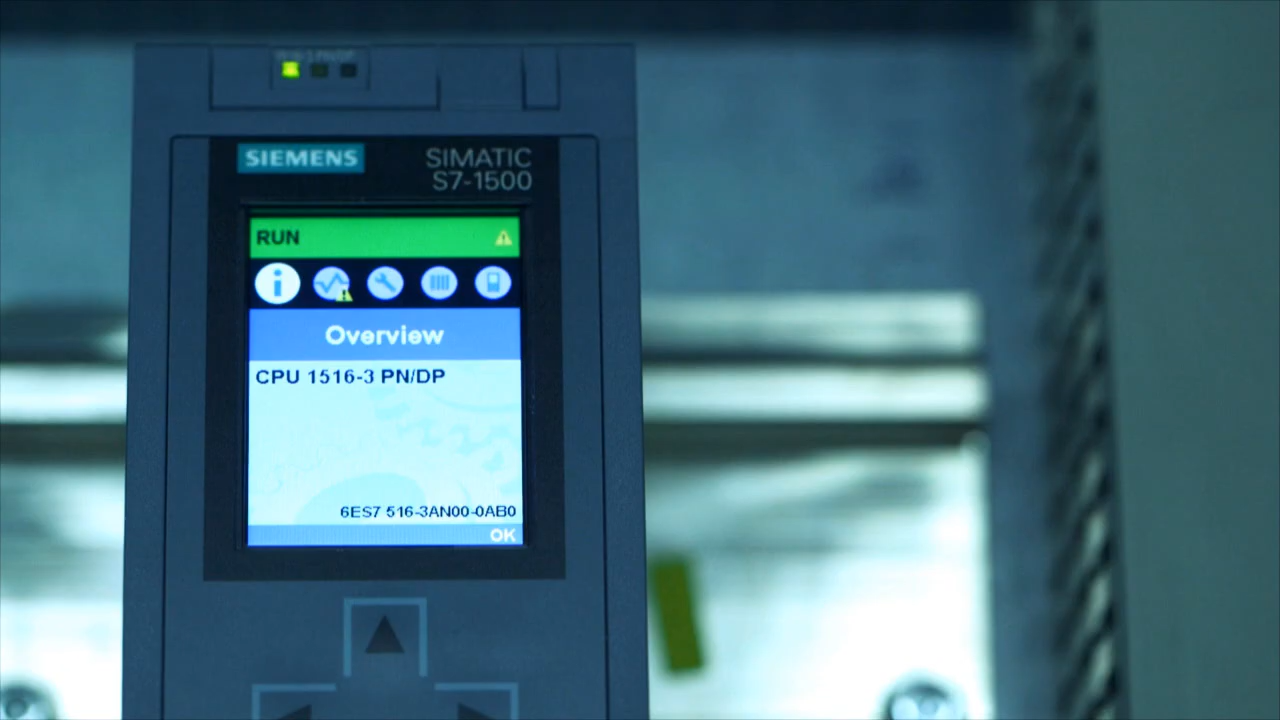 SIEMENS
SIMATIC
S7-1500
RUN
Overview
CPU 1516-3 PN/DP
6ES7 516-3AN00-0AB0
OK